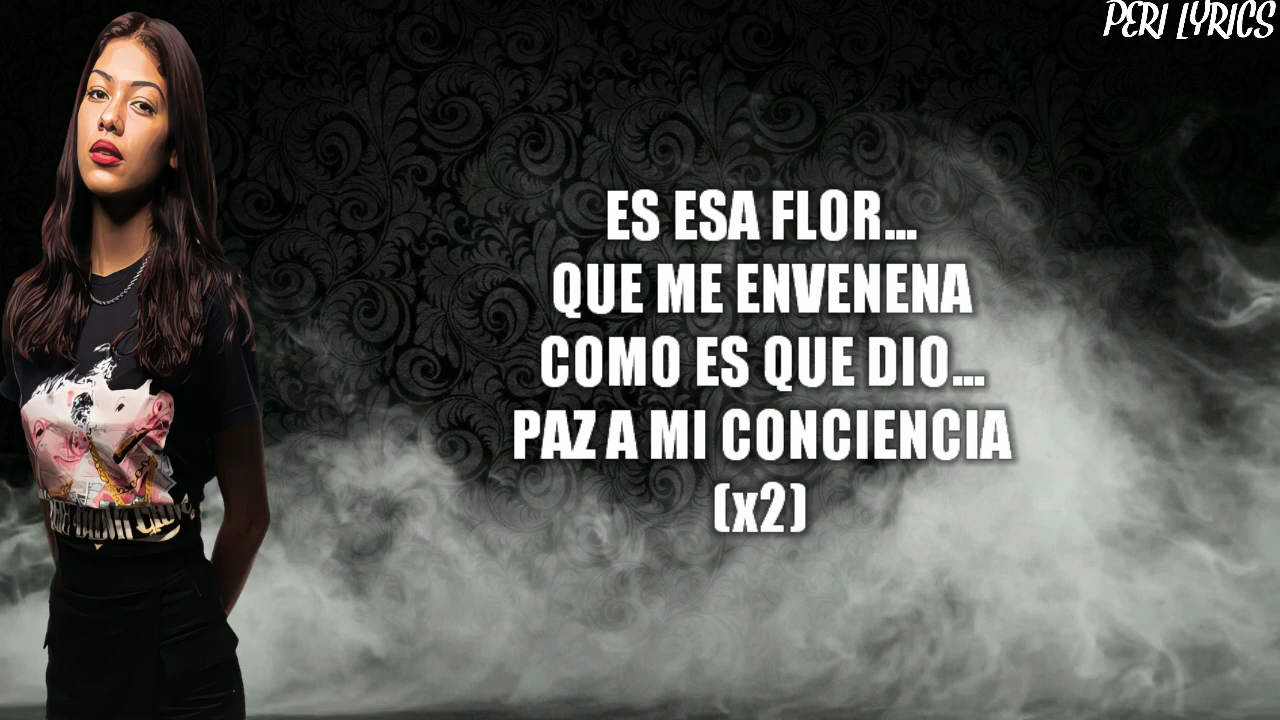 PERI LYRICS
ES ESA FLOR...
QUE ME ENVENENA
COMO ES QUE DIO...
PAZ A MI CONCIENCIA
(x2)